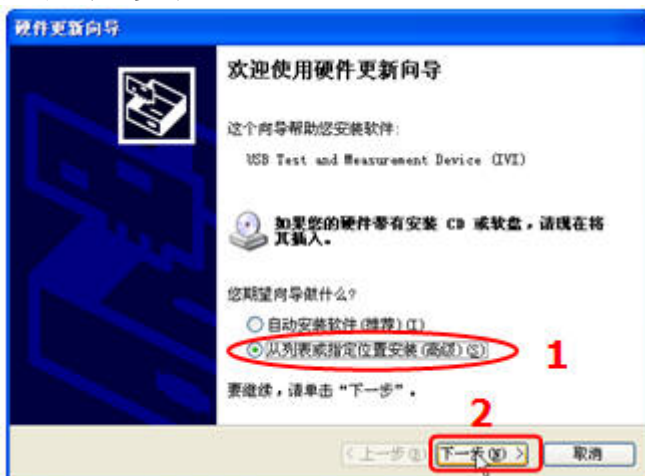 硬件更新向导
欢迎使用硬件更新向导
这个向导帮助您安装软件:
USB Test and Measurement Device (IVI)
如果您的硬件带有安装 CD 或软盘，请现在将
其插入。
您期望向导做什么?
自动安装软件(推荐)(I)
从列表或指定位置安装(高级)(S)
1
要继续，请单击“下一步”。
2
<上一步(B)
下一步(N) >
取消